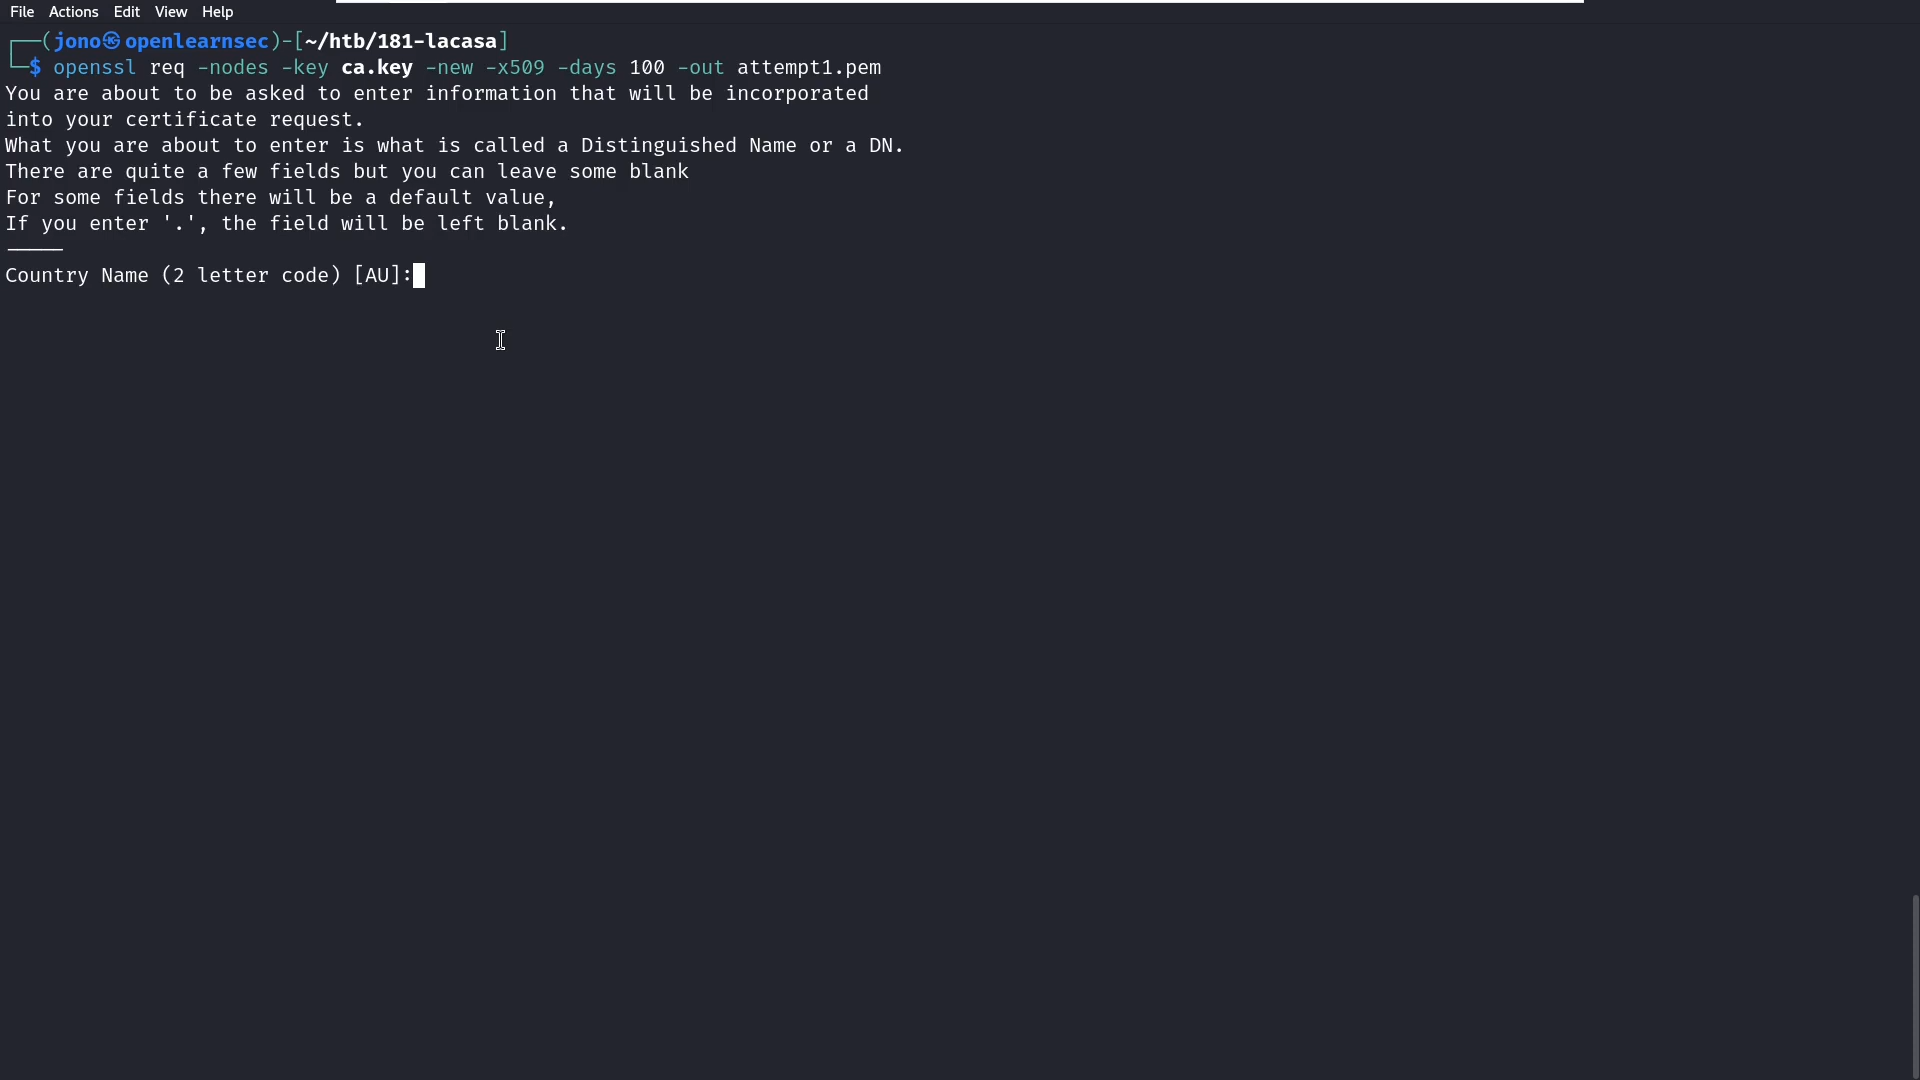 File Actions Edit View Help
┌──(jono㉿openlearnsec)-[~/htb/181-lacasa]
└─$ openssl req -nodes -key ca.key -new -x509 -days 100 -out attempt1.pem
You are about to be asked to enter information that will be incorporated
into your certificate request.
What you are about to enter is what is called a Distinguished Name or a DN.
There are quite a few fields but you can leave some blank
For some fields there will be a default value,
If you enter '.', the field will be left blank.
-----
Country Name (2 letter code) [AU]: